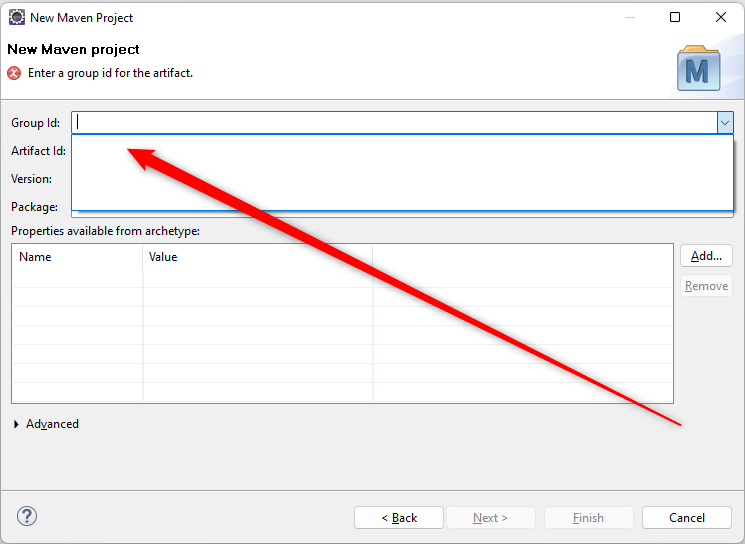 New Maven Project
New Maven project
Enter a group id for the artifact.
M
Group Id:
Artifact Id:
Version:
Package:
Properties available from archetype:
Name Value
Add...
Remove
Advanced
?
< Back Next > Finish Cancel